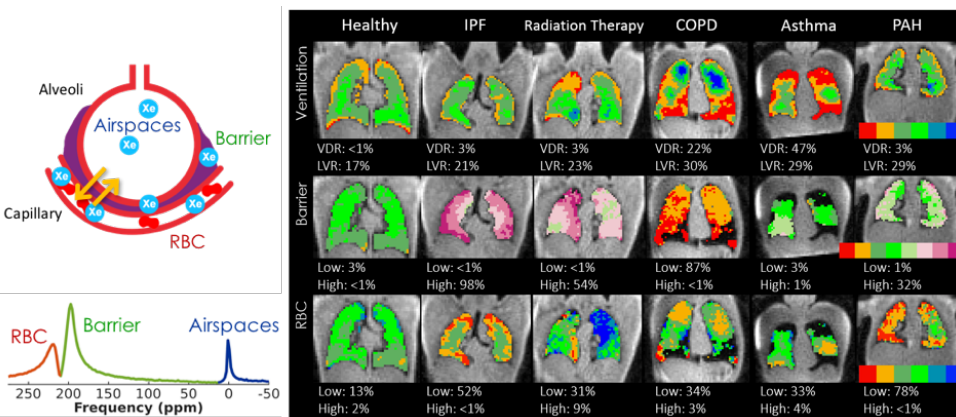 Alveoli
Xe
Airspaces
Xe
Barrier
Xe
Xe
Xe
Xe
Xe
Capillary
RBC
RBC
Barrier
Airspaces
250 200 150 100 50 0 -50
Frequency (ppm)
Healthy IPF Radiation Therapy COPD Asthma PAH
Ventilation
VDR: <1% VDR: 3% VDR: 3% VDR: 22% VDR: 47% VDR: 3%
LVR: 17% LVR: 21% LVR: 23% LVR: 30% LVR: 29% LVR: 29%
Barrier
Low: 3% Low: <1% Low: <1% Low: 87% Low: 3% Low: 1%
High: <1% High: 98% High: 54% High: <1% High: 1% High: 32%
RBC
Low: 13% Low: 52% Low: 31% Low: 34% Low: 33% Low: 78%
High: 2% High: <1% High: 9% High: 3% High: 4% High: <1%